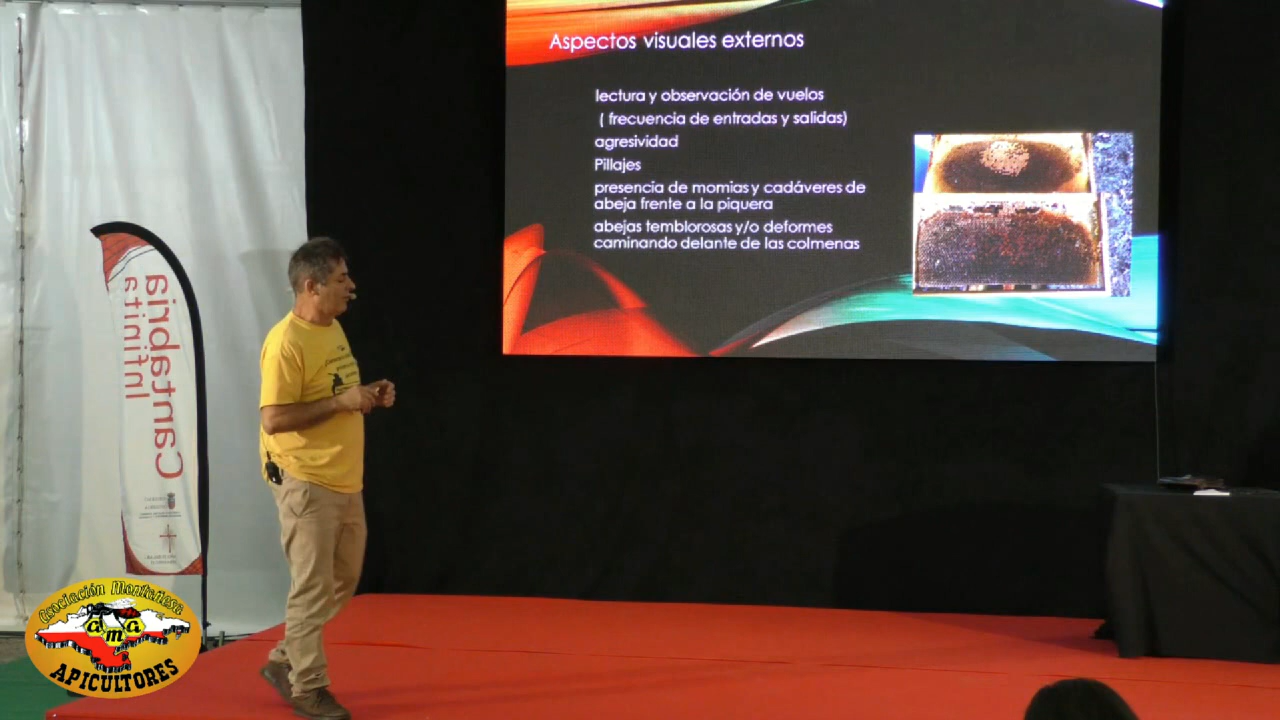 Aspectos visuales externos
lectura y observación de vuelos
( frecuencia de entradas y salidas)
agresividad
Pillajes
presencia de momias y cadáveres de
abeja frente a la piquera
abejas temblorosas y/o deformes
caminando delante de las colmenas
Cantabria
Infinita
Asociación Montañesa
ama
APICULTORES